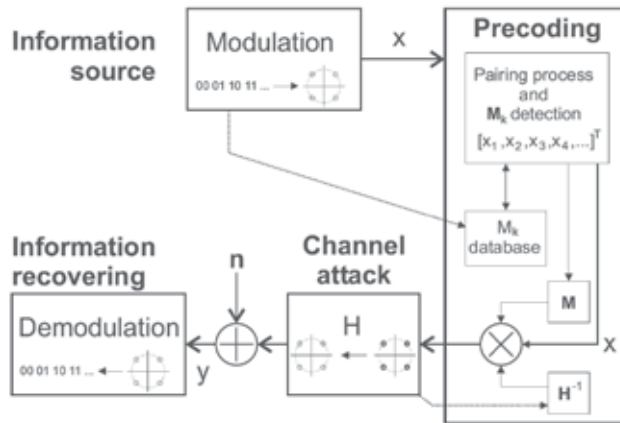 Information
source
Modulation
00 01 10 11 ...
x
Precoding
Pairing process
and
Mₖ detection
[x₁,x₂,x₃,x₄,...]ᵀ
Mₖ
database
Information
recovering
Demodulation
00 01 10 11 ...
y
n
Channel
attack
H
M
x
H⁻¹